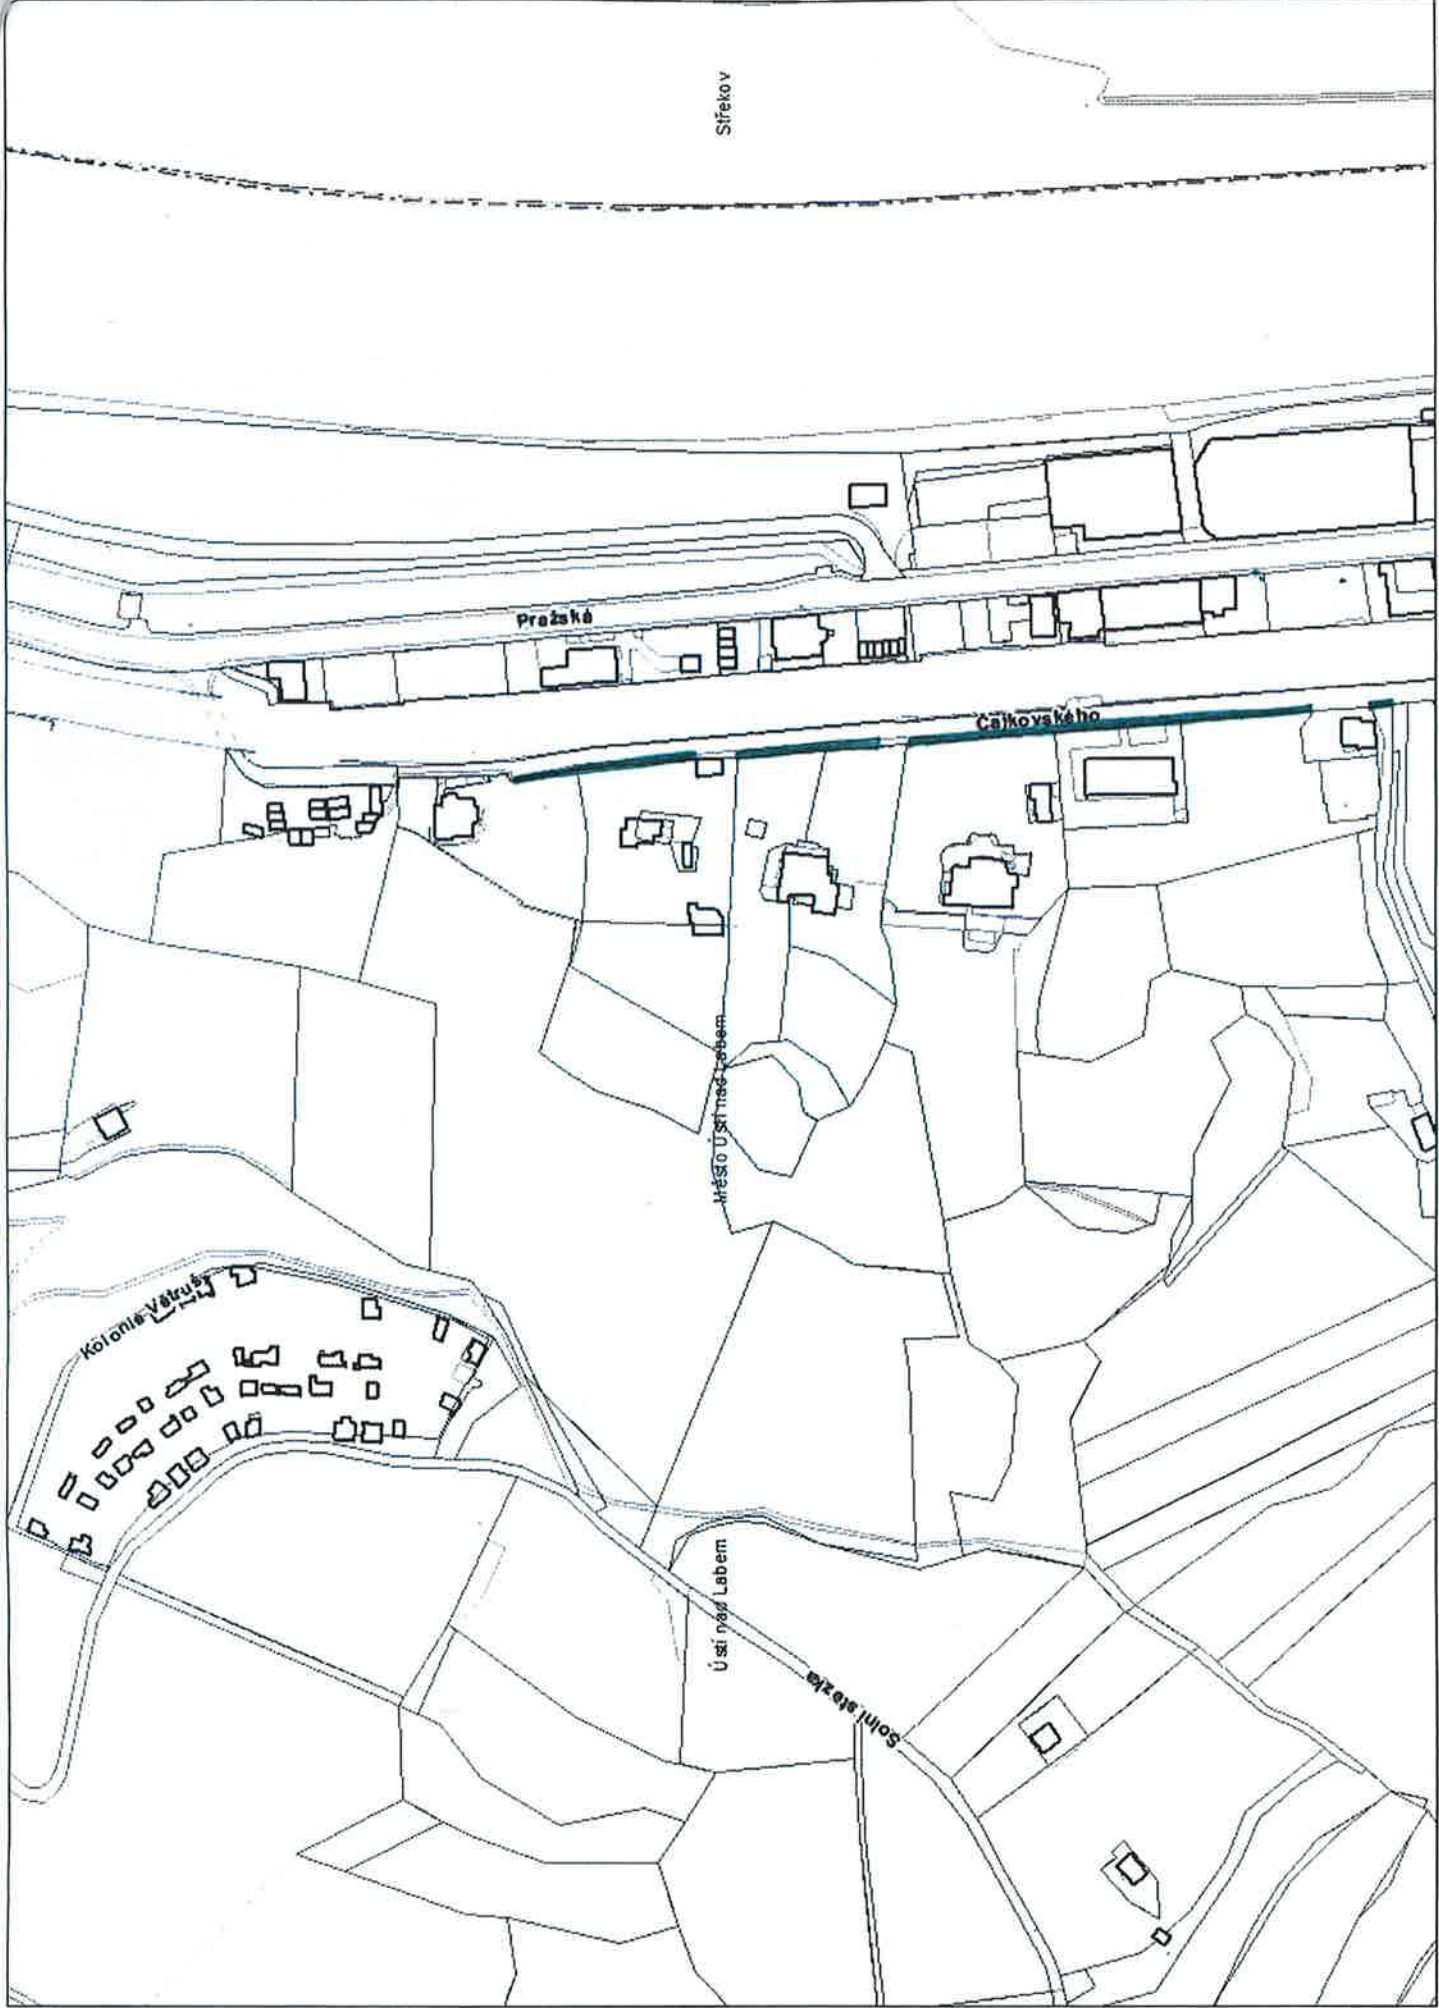 Střekov
Pražská
Čajkovského
Město Ústí nad Labem
Kolonie Větruše
Ústí nad Labem
Solní stezka